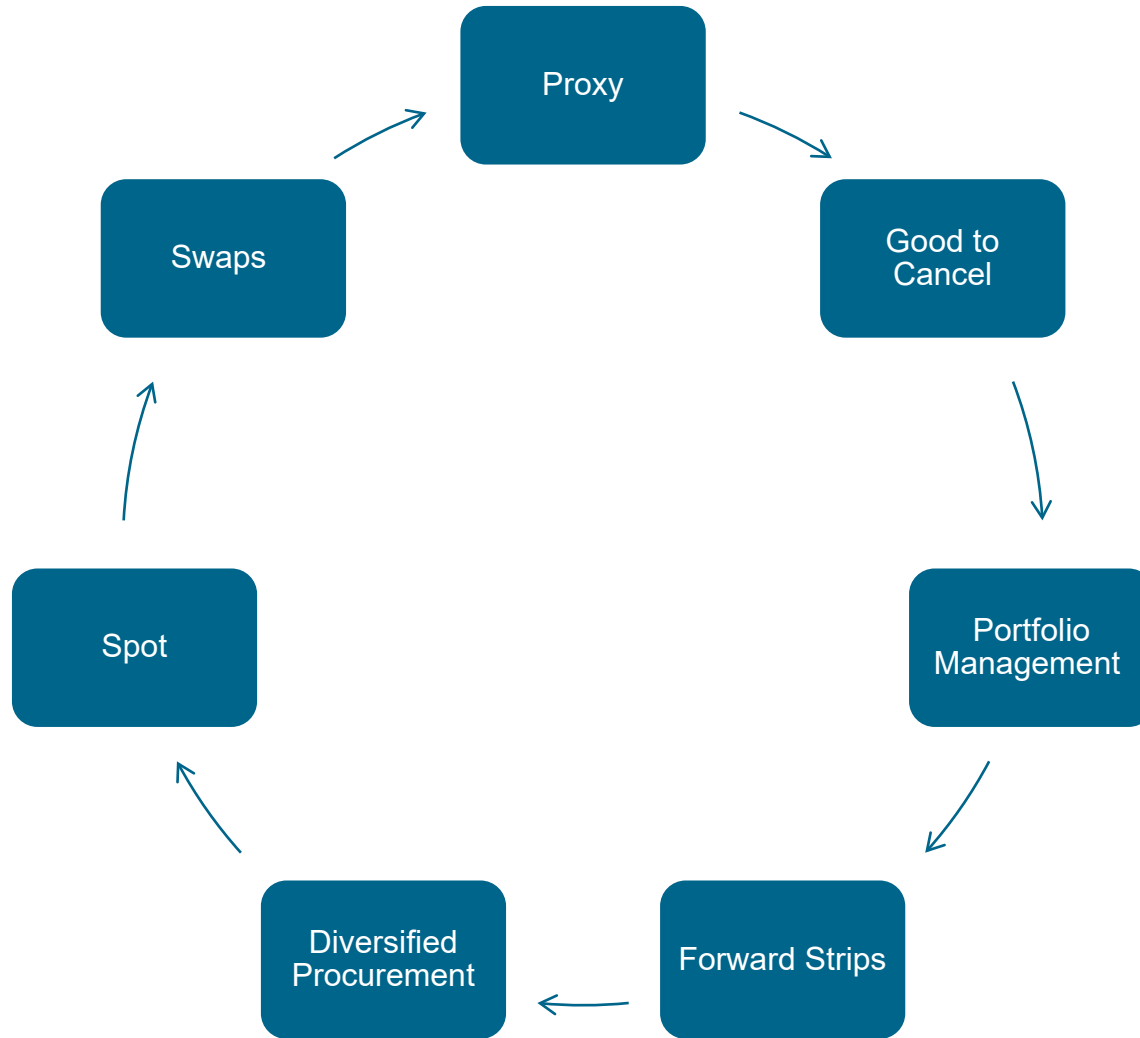 Proxy
Good to
Cancel
Portfolio
Management
Forward Strips
Diversified
Procurement
Spot
Swaps